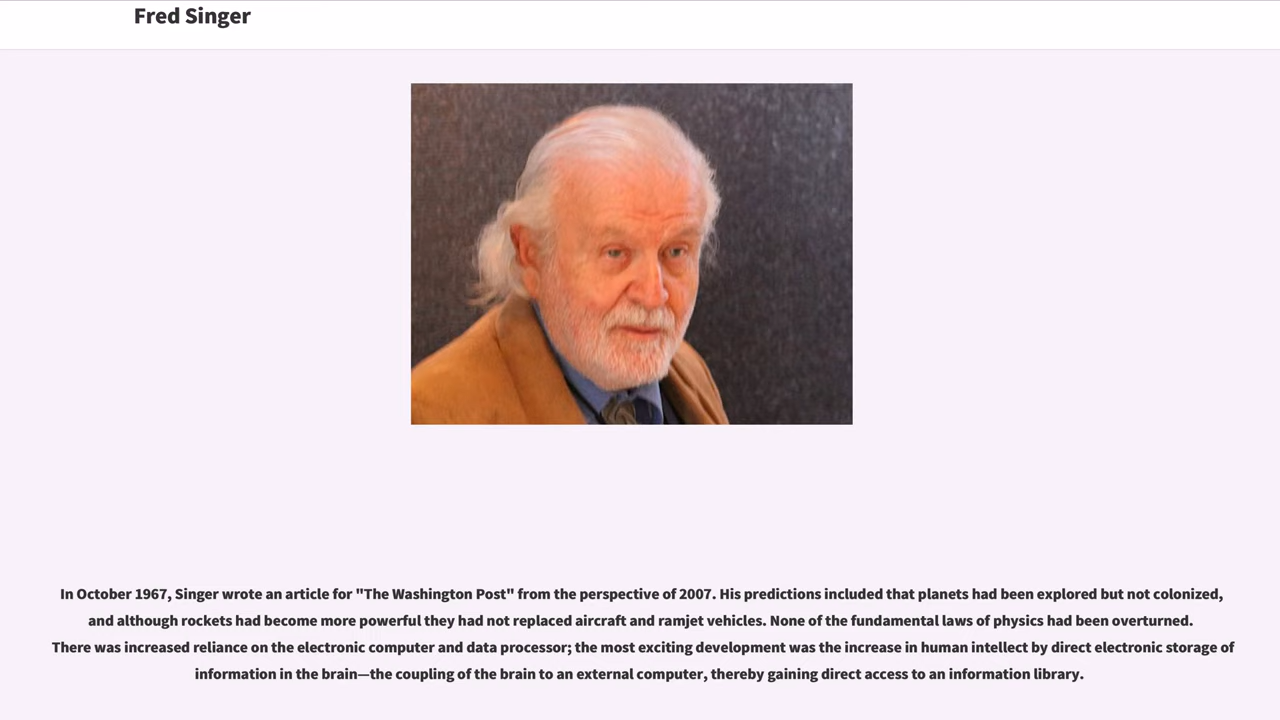 Fred Singer
In October 1967, Singer wrote an article for "The Washington Post" from the perspective of 2007. His predictions included that planets had been explored but not colonized,
and although rockets had become more powerful they had not replaced aircraft and ramjet vehicles. None of the fundamental laws of physics had been overturned.
There was increased reliance on the electronic computer and data processor; the most exciting development was the increase in human intellect by direct electronic storage of
information in the brain—the coupling of the brain to an external computer, thereby gaining direct access to an information library.